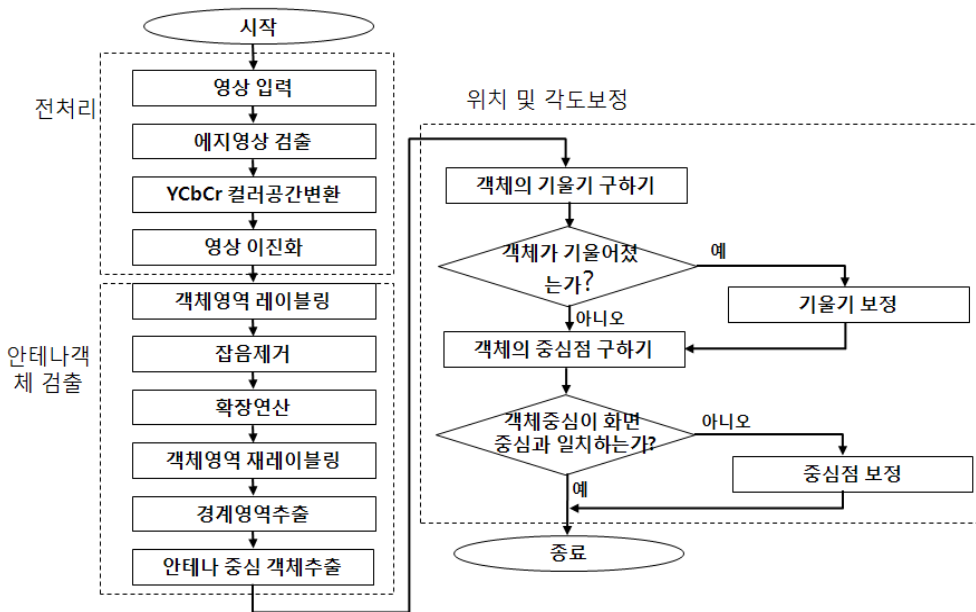 시작
전처리
영상 입력
에지영상 검출
YCbCr 컬러공간변환
영상 이진화
안테나객
체 검출
객체영역 레이블링
잡음제거
확장연산
객체영역 재레이블링
경계영역추출
안테나 중심 객체추출
위치 및 각도보정
객체의 기울기 구하기
객체가 기울어졌
는가?
예
기울기 보정
아니오
객체의 중심점 구하기
객체중심이 화면
중심과 일치하는가?
아니오
중심점 보정
예
종료